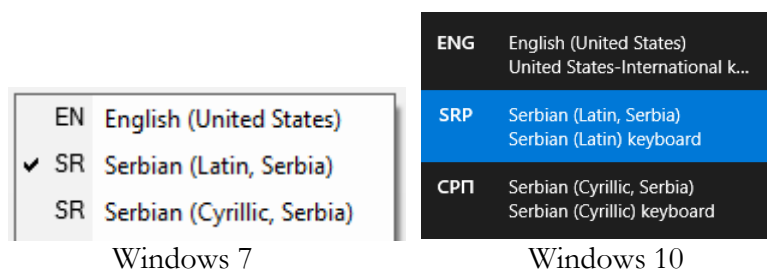 EN English (United States)
SR Serbian (Latin, Serbia)
SR Serbian (Cyrillic, Serbia)
Windows 7
ENG English (United States)
United States-International k...
SRP Serbian (Latin, Serbia)
Serbian (Latin) keyboard
СРП Serbian (Cyrillic, Serbia)
Serbian (Cyrillic) keyboard
Windows 10